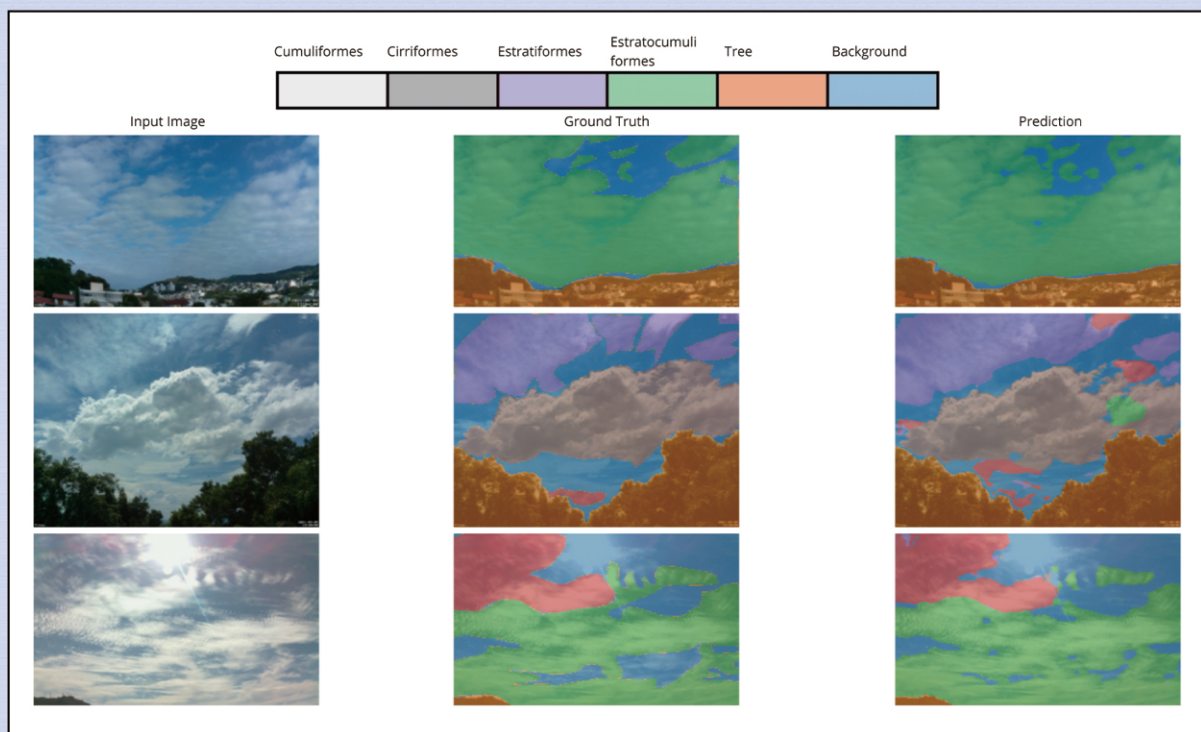 Cumuliformes
Cirriformes
Estratiformes
Estratocumuli
formes
Tree
Background
Input Image
Ground Truth
Prediction